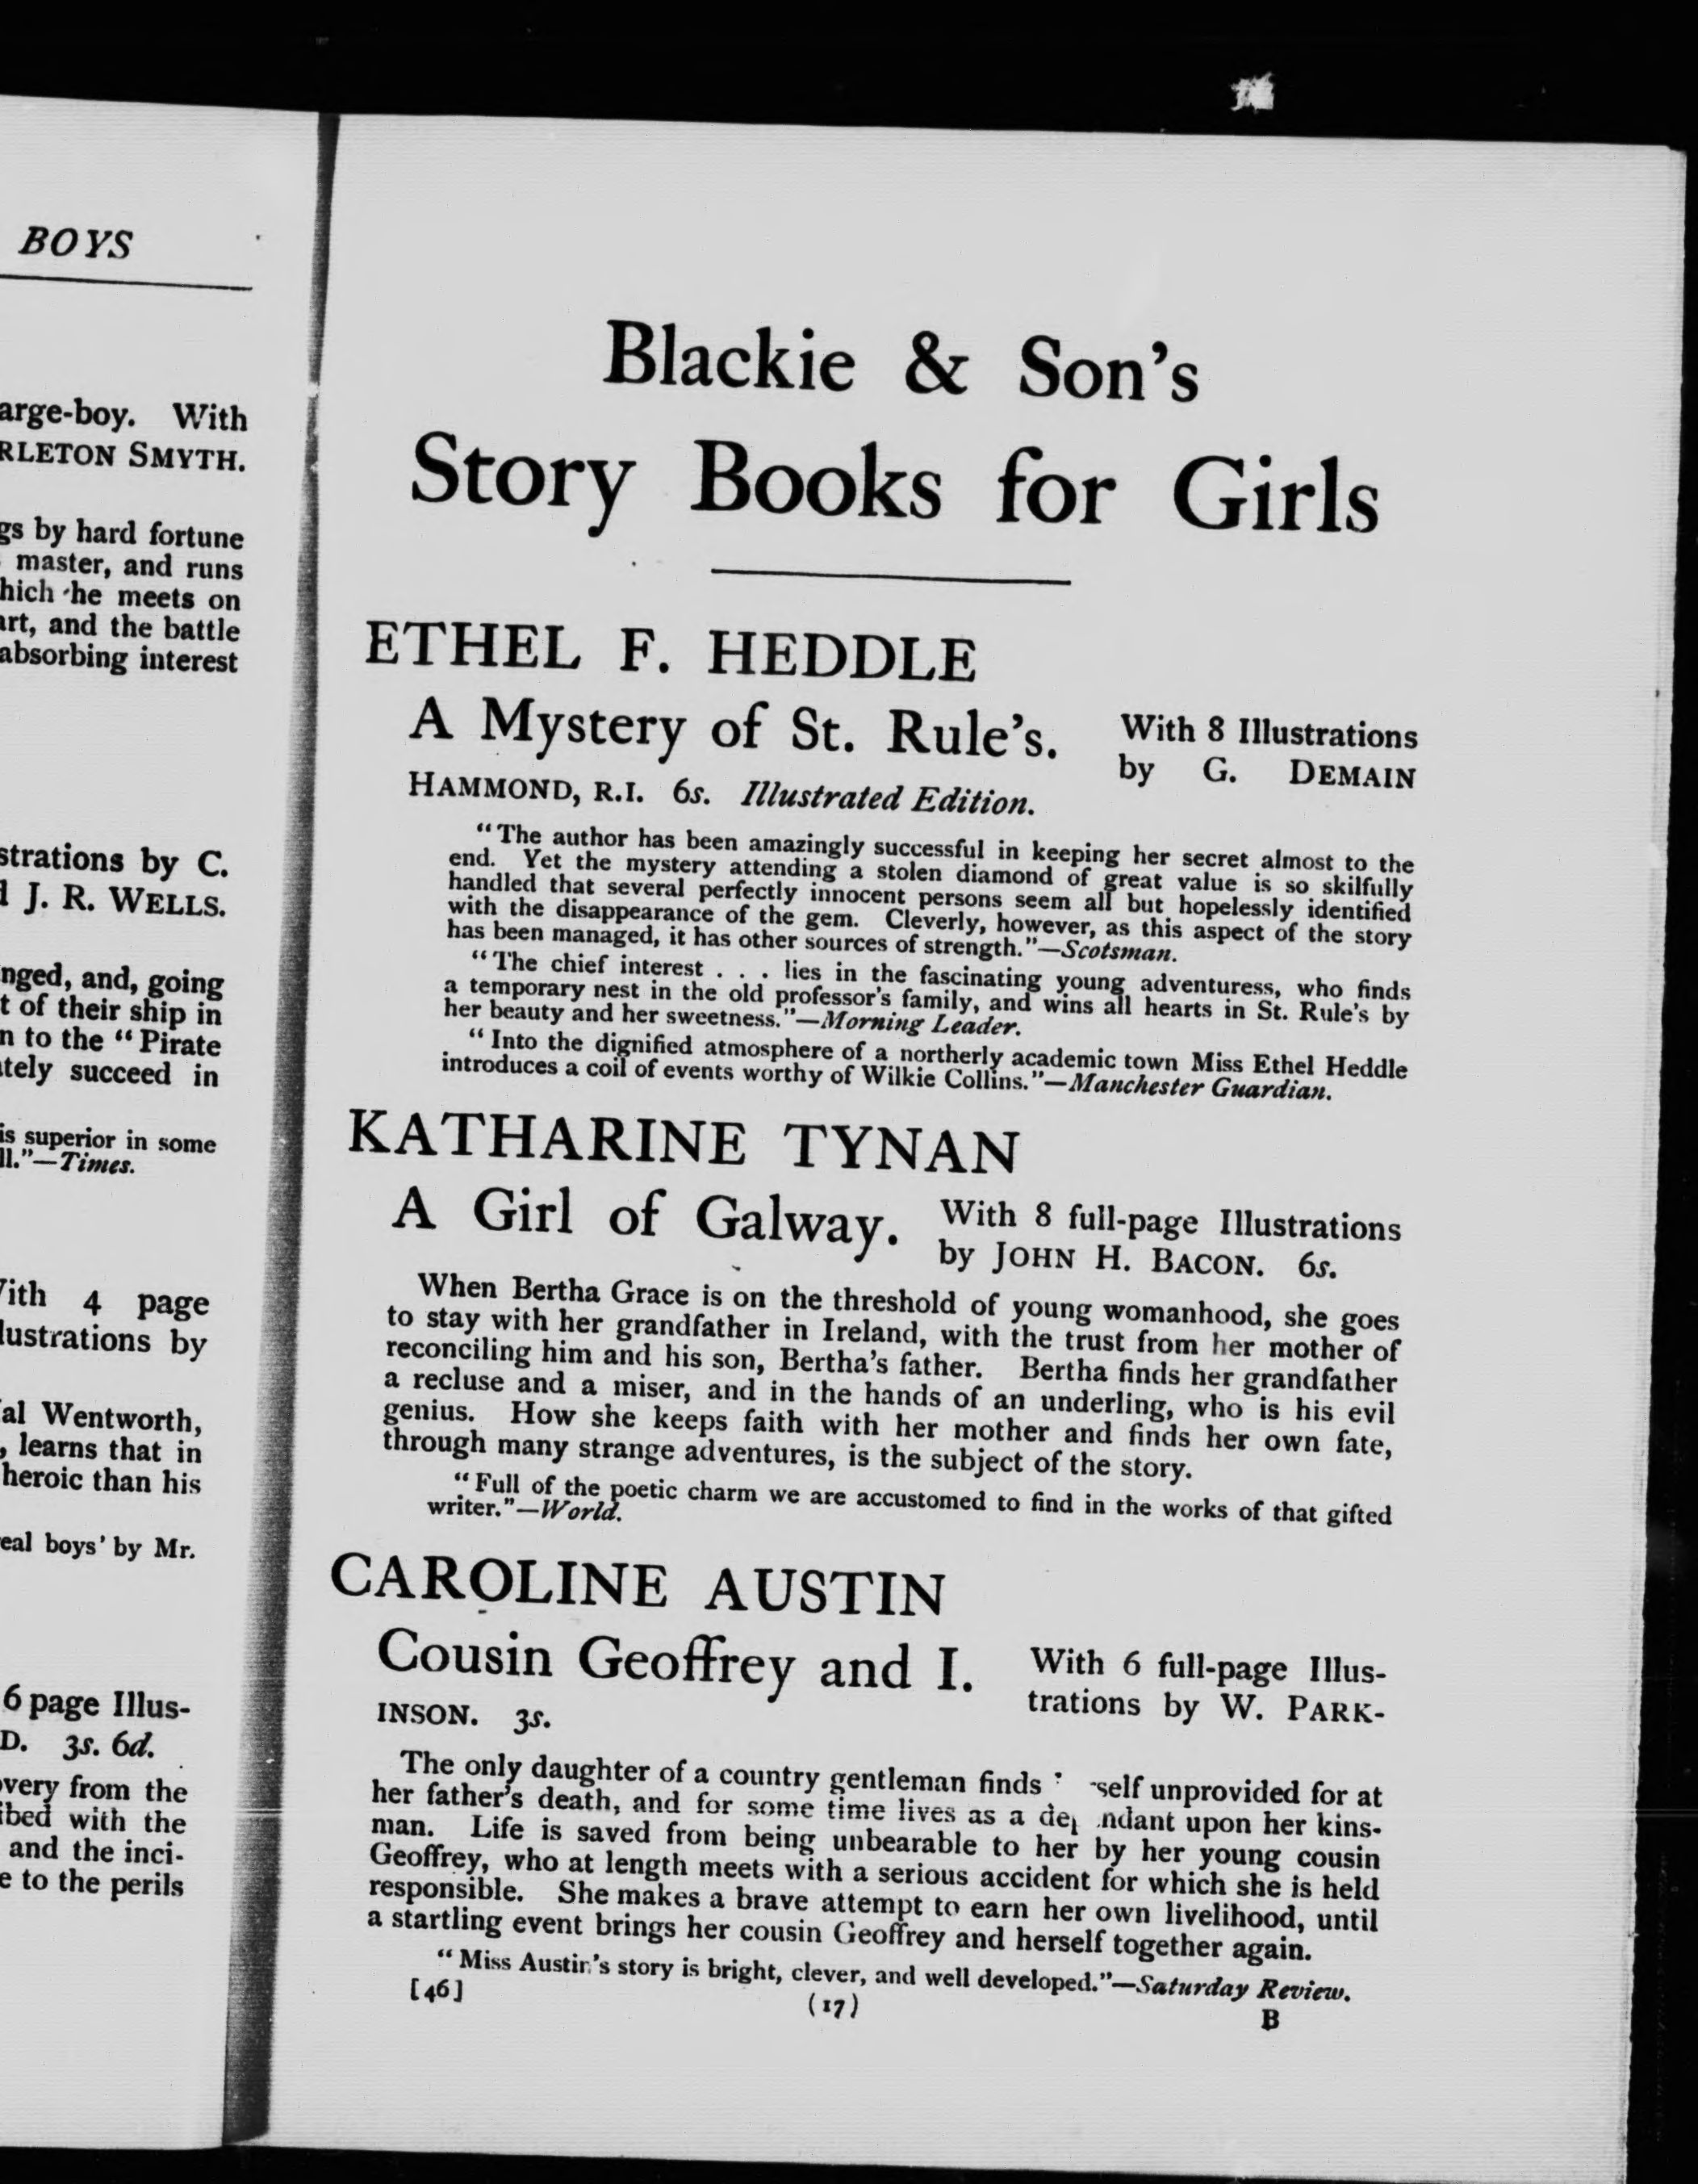 BOYS
arge-boy. With
RLETON SMYTH.
gs by hard fortune
master, and runs
hich he meets on
art, and the battle
absorbing interest
strations by C.
J. R. WELLS.
nged, and, going
t of their ship in
n to the "Pirate
tely succeed in
is superior in some
ll."—Times.
ith 4 page
lustrations by
al Wentworth,
, learns that in
heroic than his
eal boys' by Mr.
6 page Illus-
D. 3s. 6d.
very from the
ibed with the
and the inci-
e to the perils
Blackie & Son's
Story Books for Girls
ETHEL F. HEDDLE
A Mystery of St. Rule's. With 8 Illustrations
by G. DEMAIN
HAMMOND, R.I. 6s. Illustrated Edition.
"The author has been amazingly successful in keeping her secret almost to the
end. Yet the mystery attending a stolen diamond of great value is so skilfully
handled that several perfectly innocent persons seem all but hopelessly identified
with the disappearance of the gem. Cleverly, however, as this aspect of the story
has been managed, it has other sources of strength."—Scotsman.
"The chief interest . . . lies in the fascinating young adventuress, who finds
a temporary nest in the old professor's family, and wins all hearts in St. Rule's by
her beauty and her sweetness."—Morning Leader.
"Into the dignified atmosphere of a northerly academic town Miss Ethel Heddle
introduces a coil of events worthy of Wilkie Collins."—Manchester Guardian.
KATHARINE TYNAN
A Girl of Galway. With 8 full-page Illustrations
by JOHN H. BACON. 6s.
When Bertha Grace is on the threshold of young womanhood, she goes
to stay with her grandfather in Ireland, with the trust from her mother of
reconciling him and his son, Bertha's father. Bertha finds her grandfather
a recluse and a miser, and in the hands of an underling, who is his evil
genius. How she keeps faith with her mother and finds her own fate,
through many strange adventures, is the subject of the story.
"Full of the poetic charm we are accustomed to find in the works of that gifted
writer."—World.
CAROLINE AUSTIN
Cousin Geoffrey and I. With 6 full-page Illus-
trations by W. PARK-
INSON. 3s.
The only daughter of a country gentleman finds self unprovided for at
her father's death, and for some time lives as a de ndant upon her kins-
man. Life is saved from being unbearable to her by her young cousin
Geoffrey, who at length meets with a serious accident for which she is held
responsible. She makes a brave attempt to earn her own livelihood, until
a startling event brings her cousin Geoffrey and herself together again.
"Miss Austin's story is bright, clever, and well developed."—Saturday Review.
[46]
(17)
B